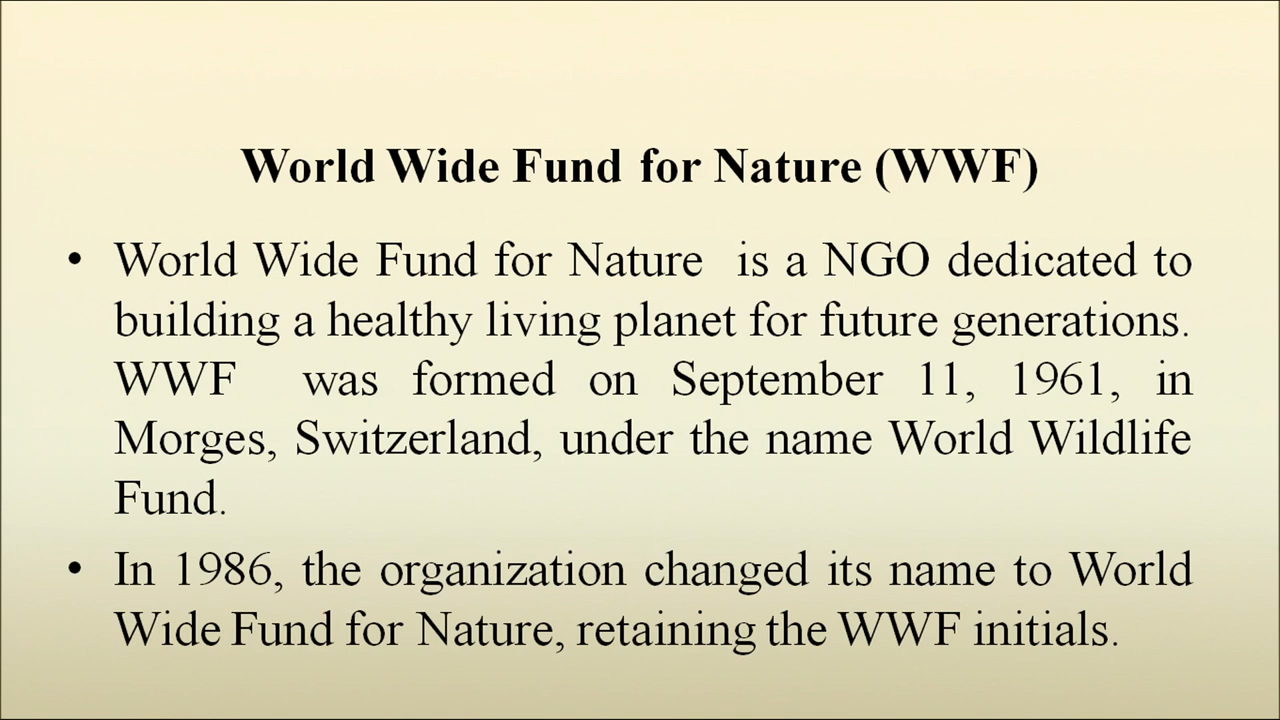 World Wide Fund for Nature (WWF)
• World Wide Fund for Nature is a NGO dedicated to
building a healthy living planet for future generations.
WWF was formed on September 11, 1961, in
Morges, Switzerland, under the name World Wildlife
Fund.
• In 1986, the organization changed its name to World
Wide Fund for Nature, retaining the WWF initials.